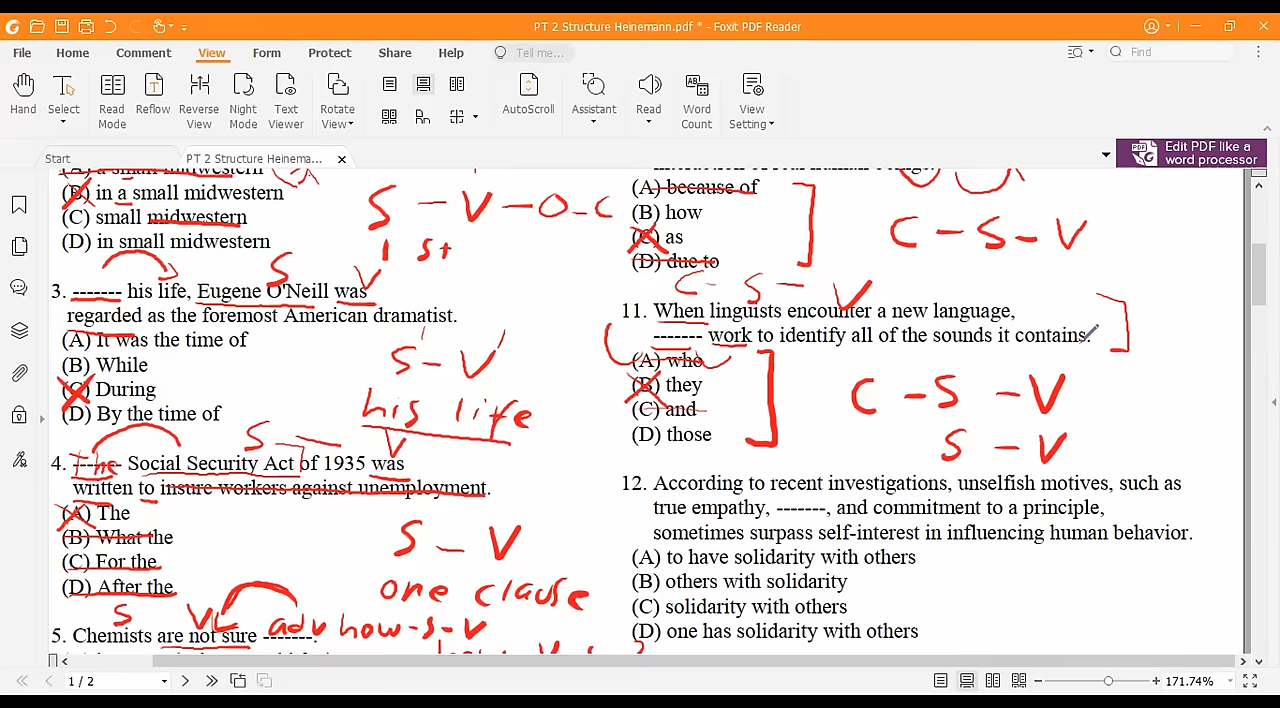 PT 2 Structure Heinemann.pdf * - Foxit PDF Reader
File Home Comment View Form Protect Share Help Tell me... Find
Hand
Select
Read Mode
Reflow
Reverse View
Night Mode
Text Viewer
Rotate View
AutoScroll
Assistant
Read
Word Count
View Setting
Start
PT 2 Structure Heinema...
Edit PDF like a
word processor
(A) a small midwestern
(B) in a small midwestern
(C) small midwestern
(D) in small midwestern
S - V - O - C
1 St
S V
3. ------- his life, Eugene O'Neill was
regarded as the foremost American dramatist.
(A) It was the time of
(B) While
(C) During
(D) By the time of
S - V
his life
S - V
4. ------- Social Security Act of 1935 was
written to insure workers against unemployment.
(A) The
(B) What the
(C) For the
(D) After the
the
S - V
one clause
S
adv how - S - V
5. Chemists are not sure -------.
(A) because of
(B) how
(C) as
(D) due to
C - S - V
C - S - V
11. When linguists encounter a new language,
------- work to identify all of the sounds it contains.
(A) who
(B) they
(C) and
(D) those
C - S - V
S - V
12. According to recent investigations, unselfish motives, such as
true empathy, -------, and commitment to a principle,
sometimes surpass self-interest in influencing human behavior.
(A) to have solidarity with others
(B) others with solidarity
(C) solidarity with others
(D) one has solidarity with others
1 / 2
171.74%